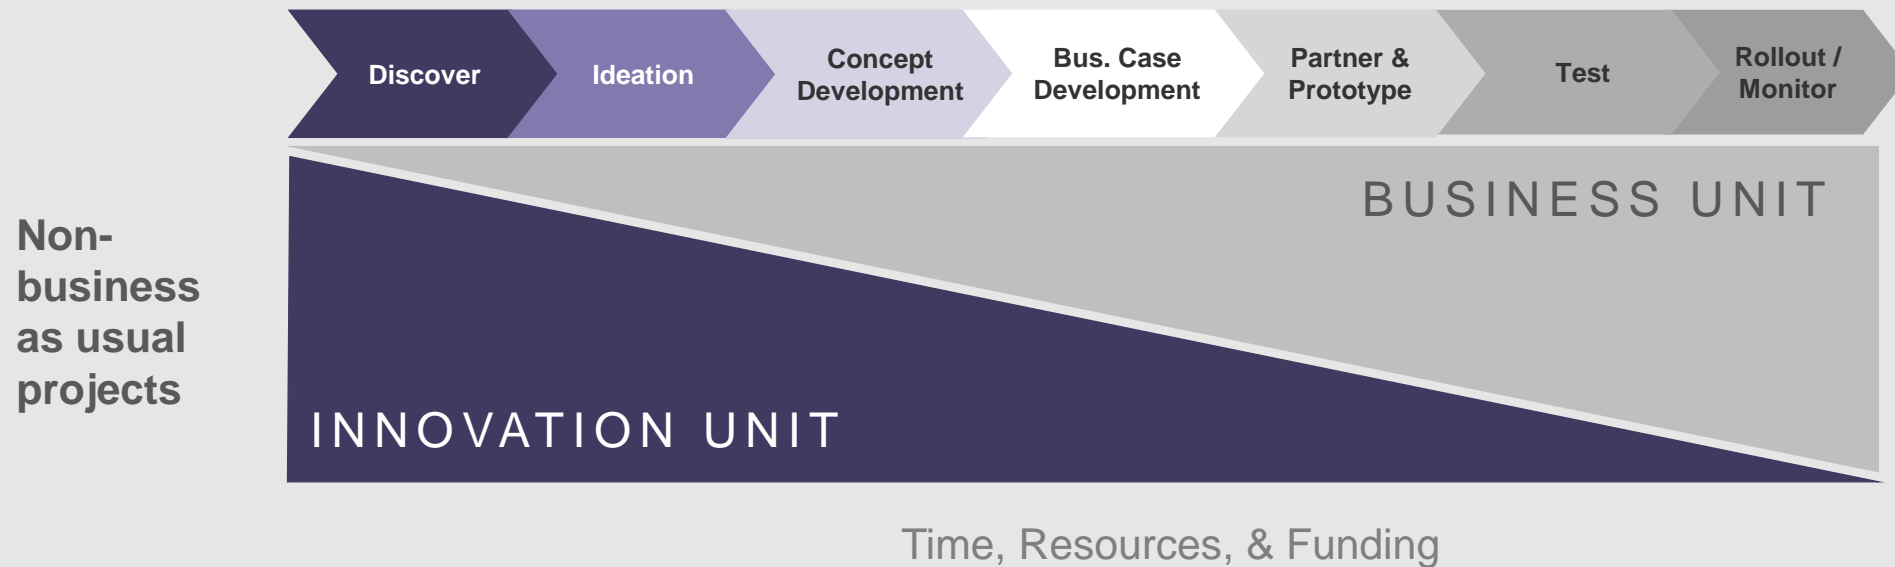 Discover
Ideation
Concept
Development
Bus. Case
Development
Partner &
Prototype
Test
Rollout /
Monitor
BUSINESS UNIT
Non-
business
as usual
projects
INNOVATION UNIT
Time, Resources, & Funding